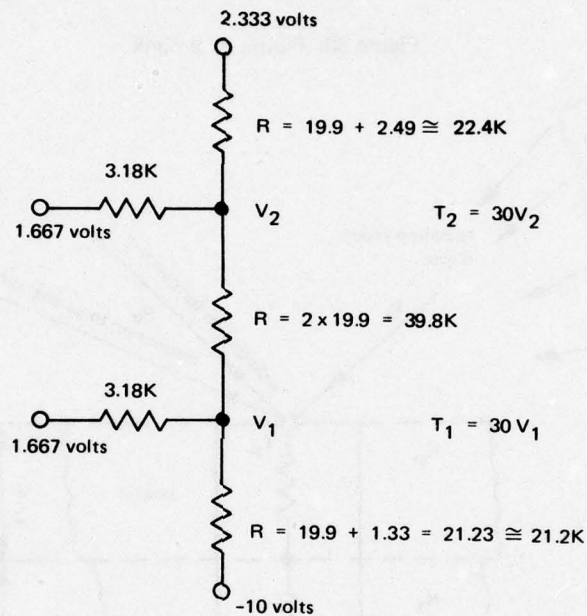 2.333 volts
R = 19.9 + 2.49 ≅ 22.4K
3.18K
1.667 volts
V₂
T₂ = 30V₂
R = 2 x 19.9 = 39.8K
3.18K
1.667 volts
V₁
T₁ = 30 V₁
R = 19.9 + 1.33 = 21.23 ≅ 21.2K
-10 volts